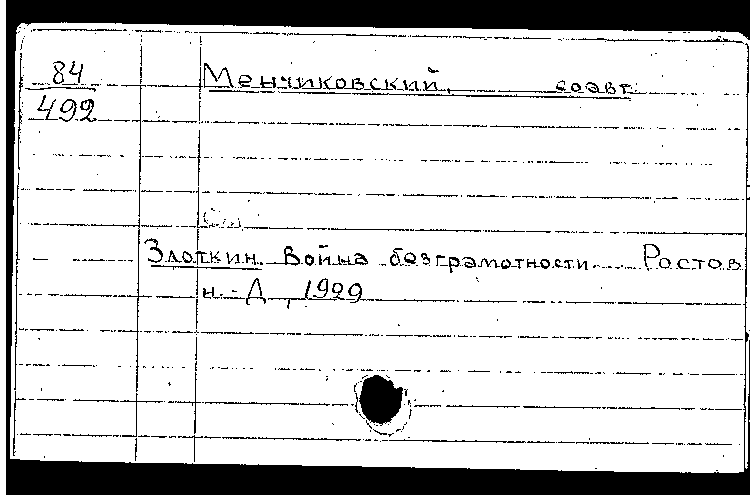 84 Менчиковский, соавт.
492
См.
Злоткин. Война безграмотности. Ростов
н.-Д, 1929